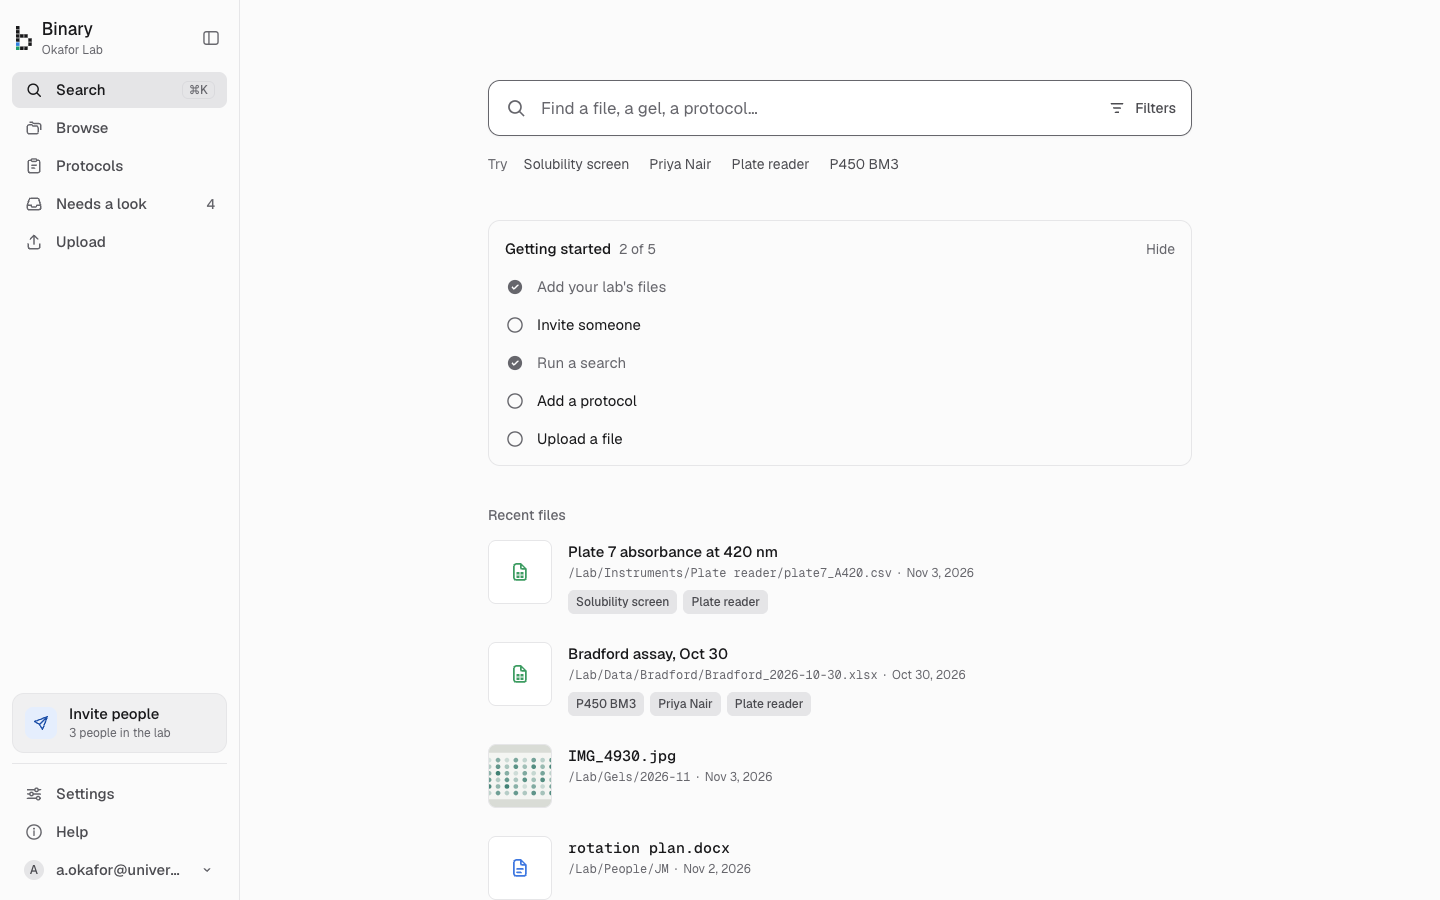 Binary
Okafor Lab
Search ⌘K
Browse
Protocols
Needs a look 4
Upload
Invite people
3 people in the lab
Settings
Help
A a.okafor@univer...
Find a file, a gel, a protocol...
Filters
Try Solubility screen Priya Nair Plate reader P450 BM3
Getting started 2 of 5 Hide
Add your lab's files
Invite someone
Run a search
Add a protocol
Upload a file
Recent files
Plate 7 absorbance at 420 nm
/Lab/Instruments/Plate reader/plate7_A420.csv · Nov 3, 2026
Solubility screen Plate reader
Bradford assay, Oct 30
/Lab/Data/Bradford/Bradford_2026-10-30.xlsx · Oct 30, 2026
P450 BM3 Priya Nair Plate reader
IMG_4930.jpg
/Lab/Gels/2026-11 · Nov 3, 2026
rotation plan.docx
/Lab/People/JM · Nov 2, 2026